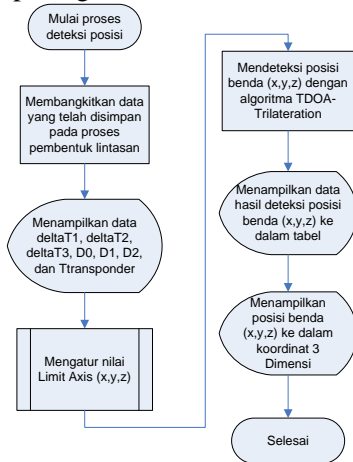 Mulai proses
deteksi posisi
Membangkitkan data
yang telah disimpan
pada proses
pembentuk lintasan
Menampilkan data
deltaT1, deltaT2,
deltaT3, D0, D1, D2,
dan Ttransponder
Mengatur nilai
Limit Axis (x,y,z)
Mendeteksi posisi
benda (x,y,z) dengan
algoritma TDOA-
Trilateration
Menampilkan data
hasil deteksi posisi
benda (x,y,z) ke
dalam tabel
Menampilkan
posisi benda
(x,y,z) ke dalam
koordinat 3
Dimensi
Selesai